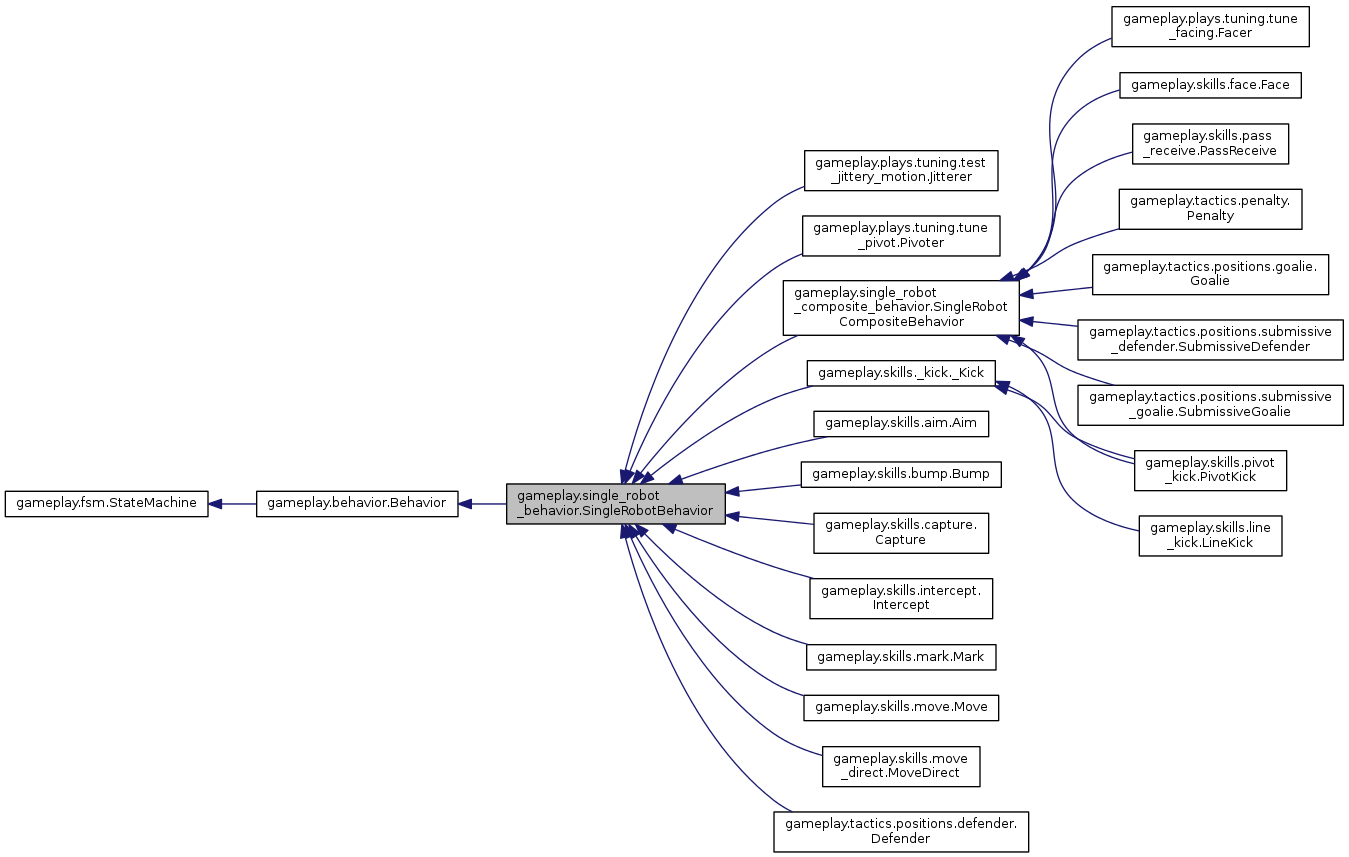 gameplay.fsm.StateMachine
gameplay.behavior.Behavior
gameplay.single_robot
_behavior.SingleRobotBehavior
gameplay.plays.tuning.test
_jittery_motion.Jitterer
gameplay.plays.tuning.tune
_pivot.Pivoter
gameplay.single_robot
_composite_behavior.SingleRobot
CompositeBehavior
gameplay.skills._kick._Kick
gameplay.skills.aim.Aim
gameplay.skills.bump.Bump
gameplay.skills.capture.
Capture
gameplay.skills.intercept.
Intercept
gameplay.skills.mark.Mark
gameplay.skills.move.Move
gameplay.skills.move
_direct.MoveDirect
gameplay.tactics.positions.defender.
Defender
gameplay.plays.tuning.tune
_facing.Facer
gameplay.skills.face.Face
gameplay.skills.pass
_receive.PassReceive
gameplay.tactics.penalty.
Penalty
gameplay.tactics.positions.goalie.
Goalie
gameplay.tactics.positions.submissive
_defender.SubmissiveDefender
gameplay.tactics.positions.submissive
_goalie.SubmissiveGoalie
gameplay.skills.pivot
_kick.PivotKick
gameplay.skills.line
_kick.LineKick